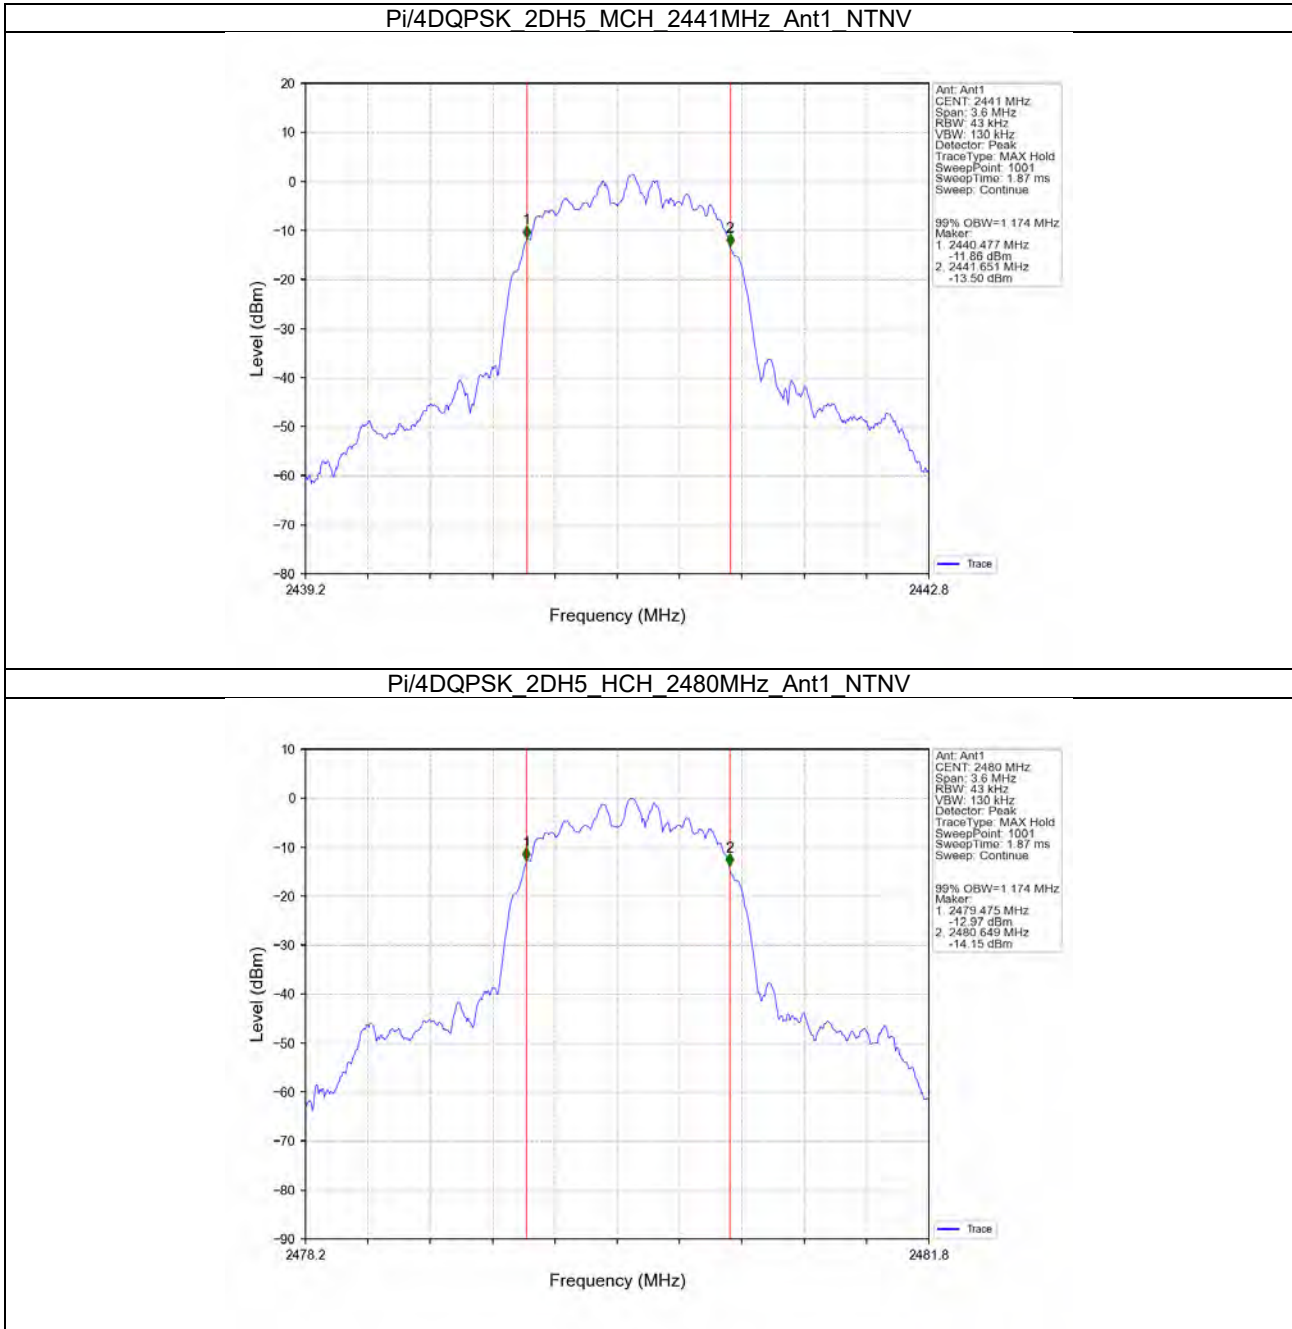 Pi/4DQPSK_2DH5_MCH_2441MHz_Ant1_NTNV
20
10
0
−10
−20
−30
−40
−50
−60
−70
−80
Level (dBm)
1
2
2439.2
2442.8
Frequency (MHz)
Ant: Ant1
CENT: 2441 MHz
Span: 3.6 MHz
RBW: 43 kHz
VBW: 130 kHz
Detector: Peak
TraceType: MAX Hold
SweepPoint: 1001
SweepTime: 1.87 ms
Sweep: Continue
99% OBW=1.174 MHz
Maker:
1. 2440.477 MHz
-11.86 dBm
2. 2441.651 MHz
-13.50 dBm
Trace
Pi/4DQPSK_2DH5_HCH_2480MHz_Ant1_NTNV
10
0
−10
−20
−30
−40
−50
−60
−70
−80
−90
Level (dBm)
1
2
2478.2
2481.8
Frequency (MHz)
Ant: Ant1
CENT: 2480 MHz
Span: 3.6 MHz
RBW: 43 kHz
VBW: 130 kHz
Detector: Peak
TraceType: MAX Hold
SweepPoint: 1001
SweepTime: 1.87 ms
Sweep: Continue
99% OBW=1.174 MHz
Maker:
1. 2479.475 MHz
-12.97 dBm
2. 2480.649 MHz
-14.15 dBm
Trace